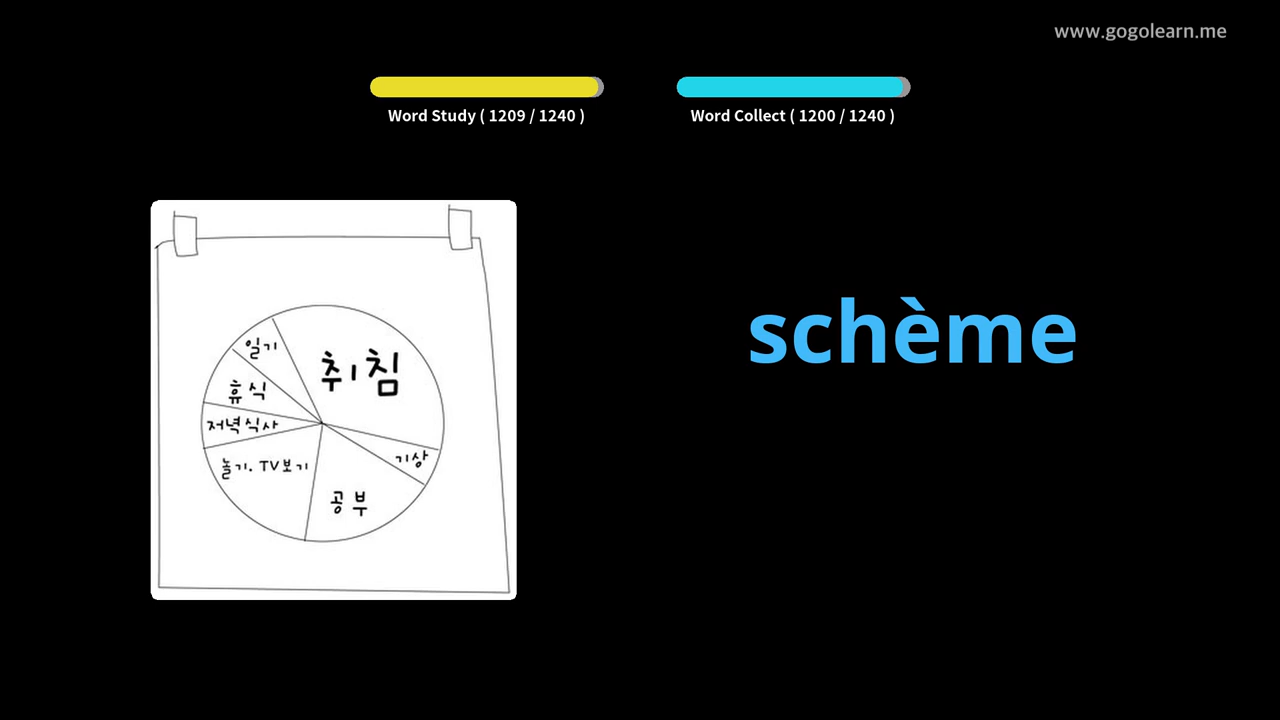 www.gogolearn.me
Word Study ( 1209 / 1240 )
Word Collect ( 1200 / 1240 )
일기
취침
휴식
저녁식사
기상
놀기. TV보기
공부
schème